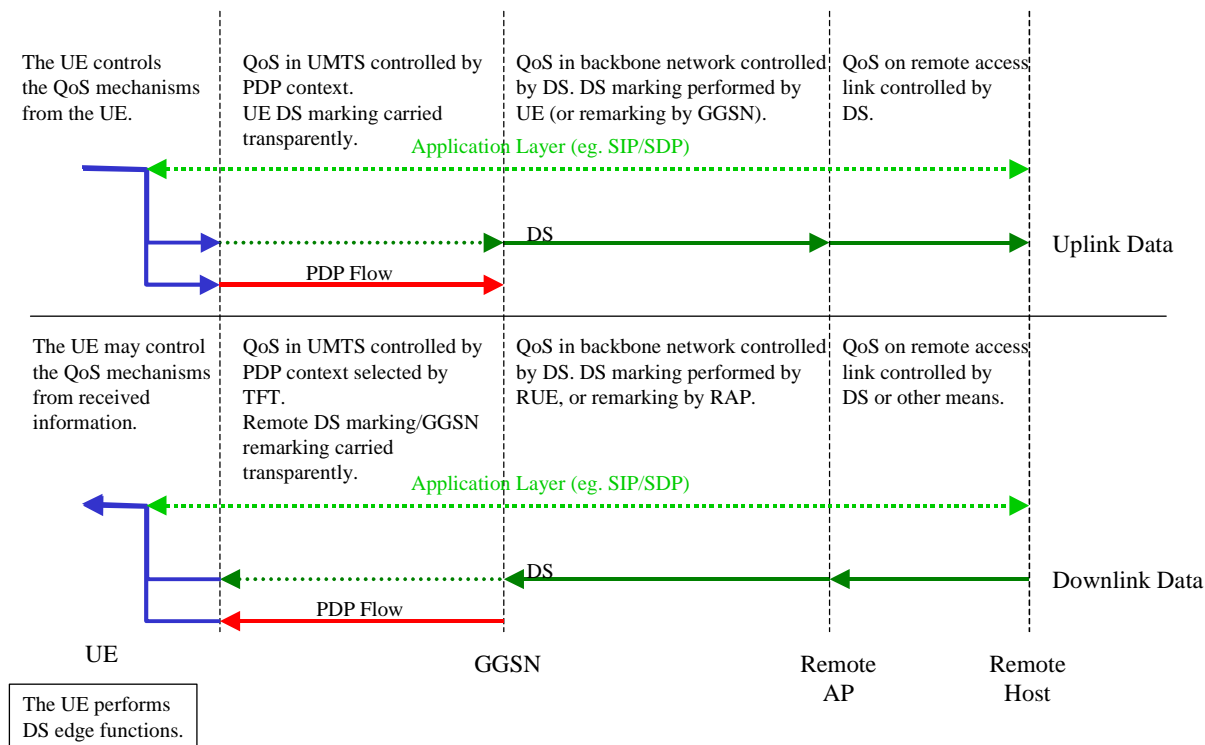 The UE controls
the QoS mechanisms
from the UE.
QoS in UMTS controlled by
PDP context.
UE DS marking carried
transparently.
QoS in backbone network controlled
by DS. DS marking performed by
UE (or remarking by GGSN).
QoS on remote access
link controlled by
DS.
Application Layer (eg. SIP/SDP)
DS
Uplink Data
PDP Flow
The UE may control
the QoS mechanisms
from received
information.
QoS in UMTS controlled by
PDP context selected by
TFT.
Remote DS marking/GGSN
remarking carried
transparently.
QoS in backbone network controlled
by DS. DS marking performed by
RUE, or remarking by RAP.
QoS on remote access
link controlled by
DS or other means.
Application Layer (eg. SIP/SDP)
DS
Downlink Data
PDP Flow
UE
GGSN
Remote
AP
Remote
Host
The UE performs
DS edge functions.